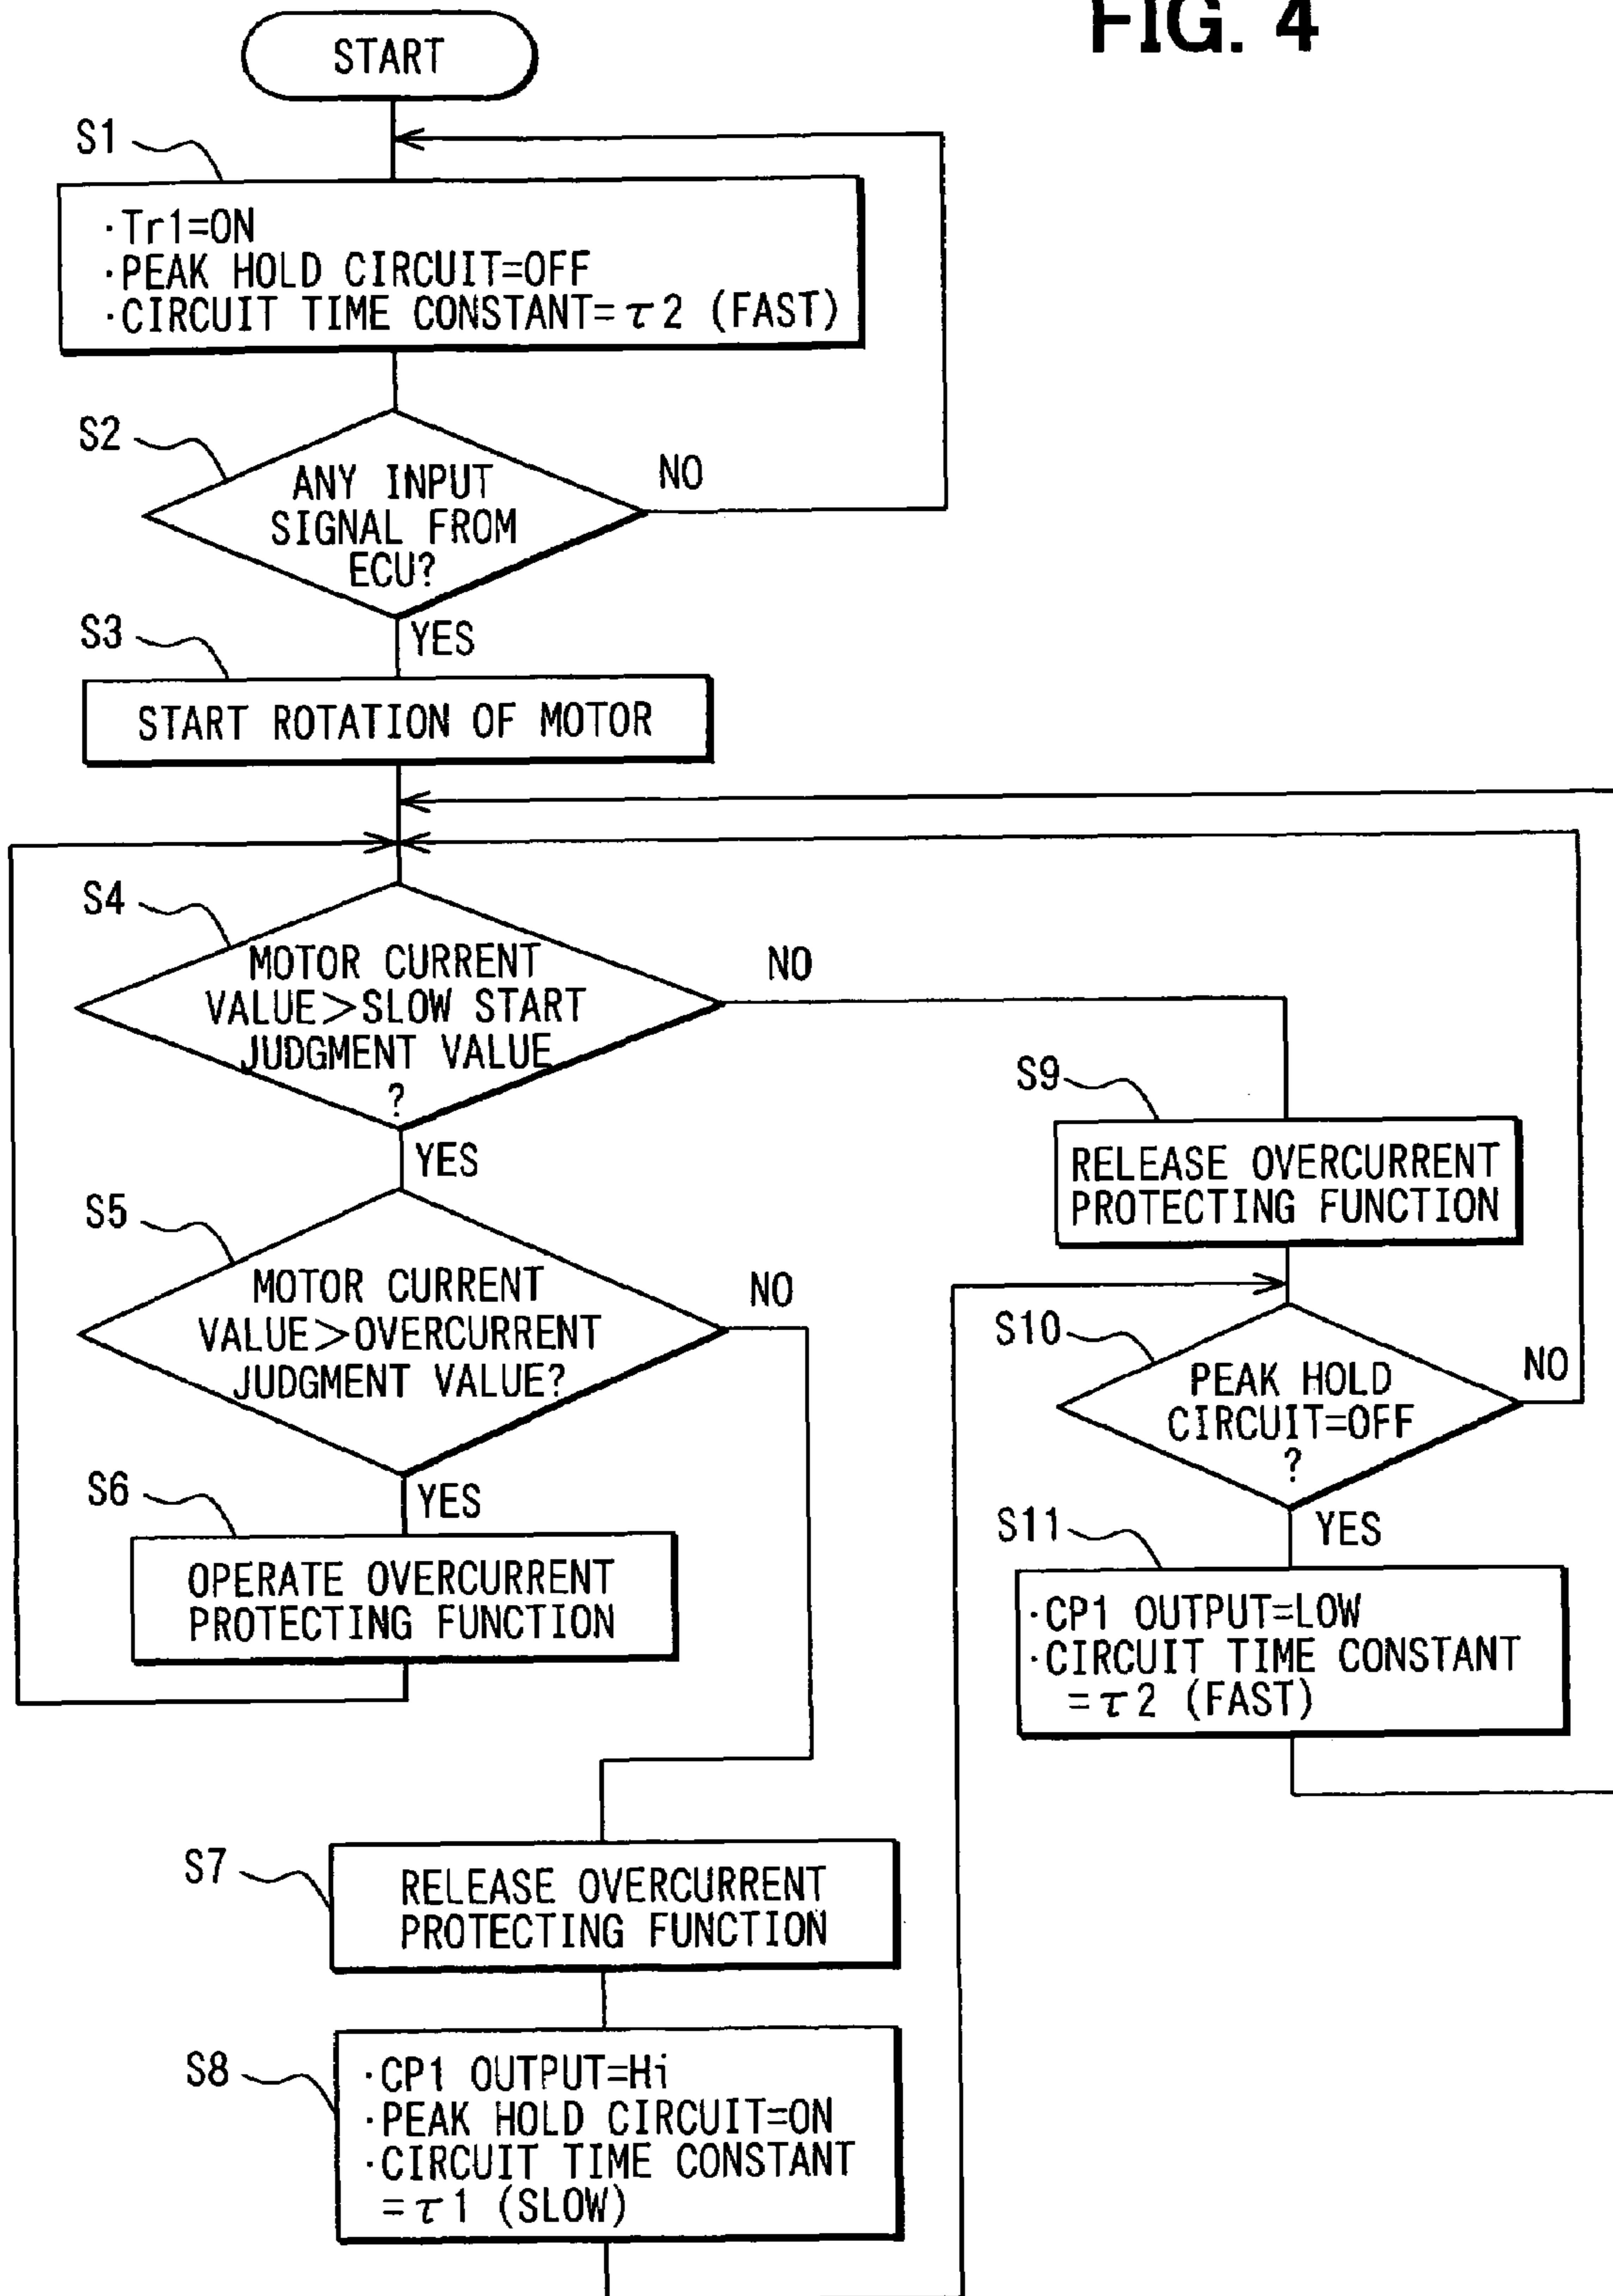 FIG. 4
START
S1
·Tr1=ON
·PEAK HOLD CIRCUIT=OFF
·CIRCUIT TIME CONSTANT=τ2 (FAST)
S2
ANY INPUT
SIGNAL FROM
ECU?
NO
YES
S3
START ROTATION OF MOTOR
S4
MOTOR CURRENT
VALUE>SLOW START
JUDGMENT VALUE
?
NO
YES
S5
MOTOR CURRENT
VALUE>OVERCURRENT
JUDGMENT VALUE?
NO
YES
S6
OPERATE OVERCURRENT
PROTECTING FUNCTION
S7
RELEASE OVERCURRENT
PROTECTING FUNCTION
S8
·CP1 OUTPUT=Hi
·PEAK HOLD CIRCUIT=ON
·CIRCUIT TIME CONSTANT
=τ1 (SLOW)
S9
RELEASE OVERCURRENT
PROTECTING FUNCTION
S10
PEAK HOLD
CIRCUIT=OFF
?
NO
YES
S11
·CP1 OUTPUT=LOW
·CIRCUIT TIME CONSTANT
=τ2 (FAST)